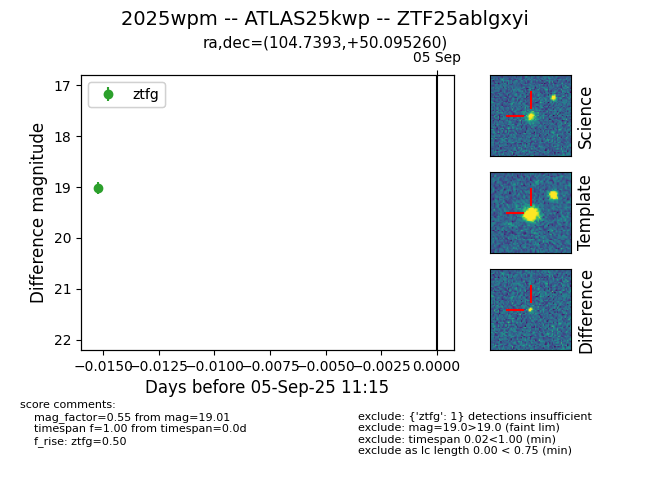 2025wpm -- ATLAS25kwp -- ZTF25ablgxyi
ra,dec=(104.7393,+50.095260)
05 Sep
ztfg
17
18
19
20
21
22
Difference magnitude
−0.0150
−0.0125
−0.0100
−0.0075
−0.0050
−0.0025
0.0000
Days before 05-Sep-25 11:15
Science
Template
Difference
score comments:
mag_factor=0.55 from mag=19.01
timespan f=1.00 from timespan=0.0d
f_rise: ztfg=0.50
exclude: {'ztfg': 1} detections insufficient
exclude: mag=19.0>19.0 (faint lim)
exclude: timespan 0.02<1.00 (min)
exclude as lc length 0.00 < 0.75 (min)